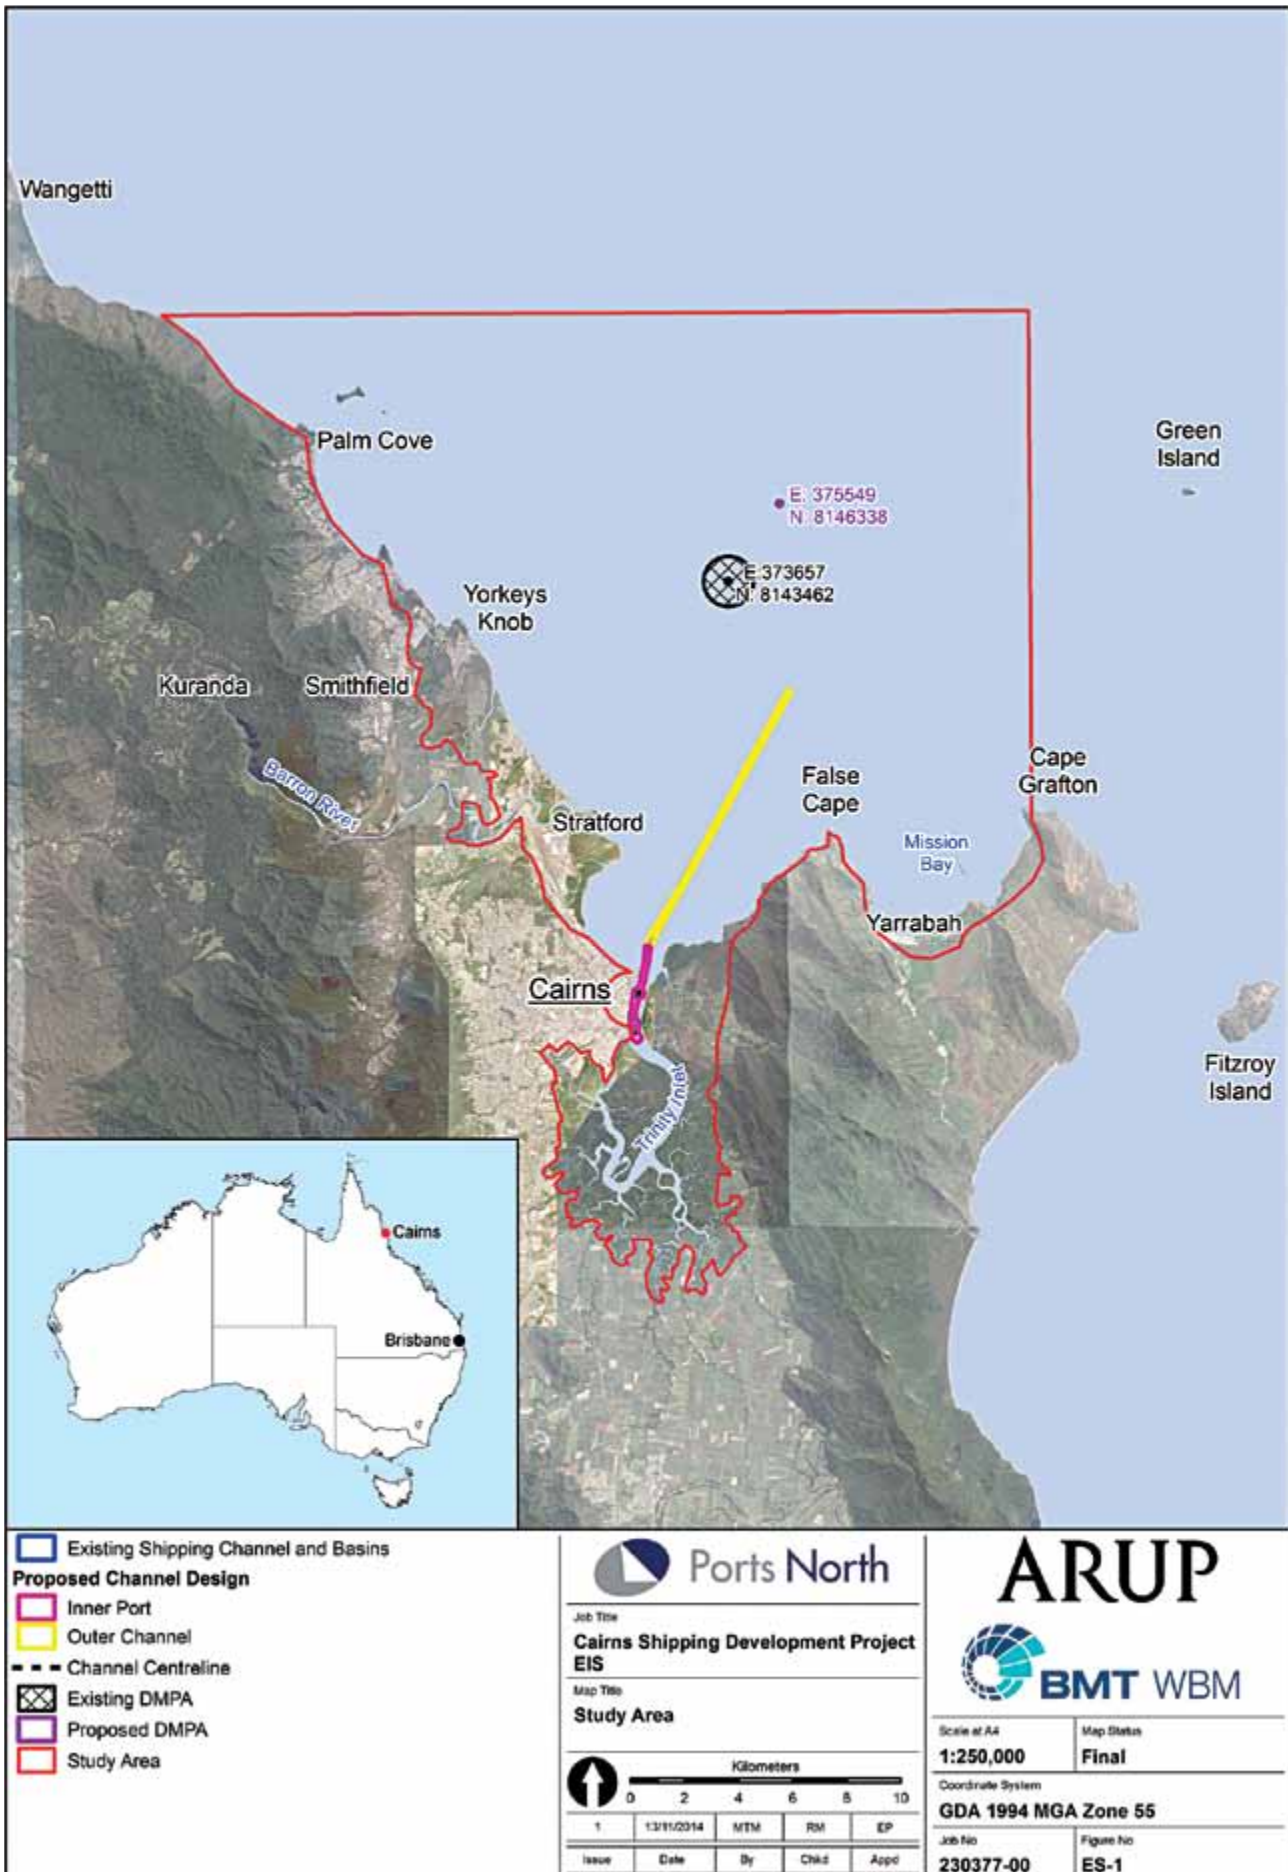 Wangetti
Palm Cove
Green
Island
E: 375549
N: 8146338
E:373657
N: 8143462
Yorkeys
Knob
Kuranda
Smithfield
Barron River
Cape
Grafton
False
Cape
Stratford
Mission
Bay
Yarrabah
Cairns
Fitzroy
Island
Trinity Inlet
Cairns
Brisbane
Existing Shipping Channel and Basins
Proposed Channel Design
Inner Port
Outer Channel
Channel Centreline
Existing DMPA
Proposed DMPA
Study Area
Ports North
Job Title
Cairns Shipping Development Project
EIS
Map Title
Study Area
Kilometers
0 2 4 6 8 10
1 13/11/2014 MTM RM EP
Issue Date By Chkd Appd
ARUP
BMT WBM
Scale at A4 Map Status
1:250,000 Final
Coordinate System
GDA 1994 MGA Zone 55
Job No Figure No
230377-00 ES-1